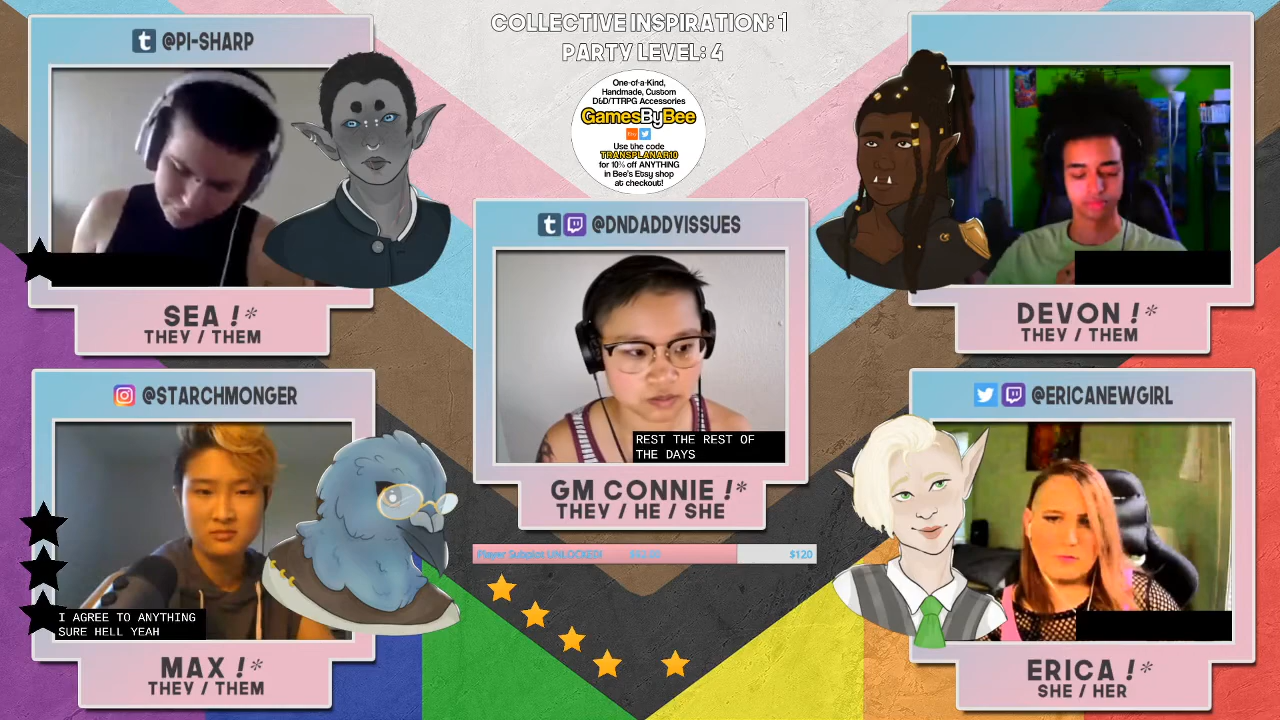 COLLECTIVE INSPIRATION: 1
PARTY LEVEL: 4
One-of-a-Kind,
Handmade, Custom
D&D/TTRPG Accessories
GamesByBee
Use the code
TRANSPLANAR10
for 10% off ANYTHING
in Bee's Etsy shop
at checkout!
@PI-SHARP
SEA !*
THEY / THEM
DEVON !*
THEY / THEM
@DNDADDYISSUES
REST THE REST OF
THE DAYS
GM CONNIE !*
THEY / HE / SHE
@STARCHMONGER
I AGREE TO ANYTHING
SURE HELL YEAH
MAX !*
THEY / THEM
@ERICANEWGIRL
ERICA !*
SHE / HER
Player Subplot UNLOCKED!
$120